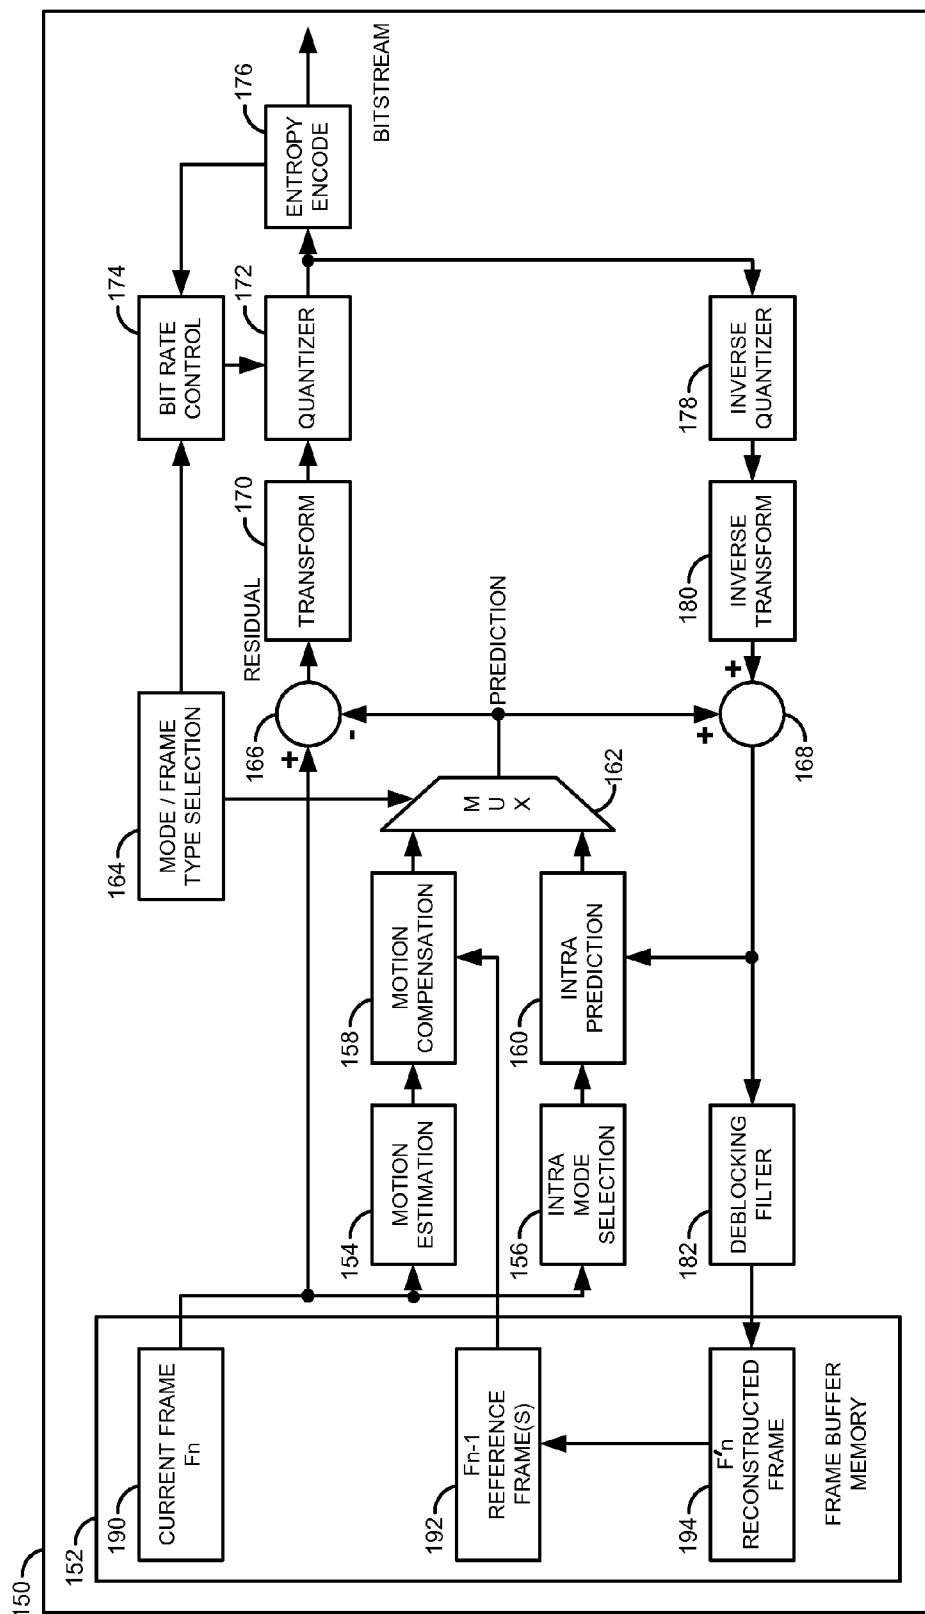 150
152
190
CURRENT FRAME
Fn
192
Fn-1
REFERENCE
FRAME(S)
194
F'n
RECONSTRUCTED
FRAME
FRAME BUFFER
MEMORY
154
MOTION
ESTIMATION
156
INTRA
MODE
SELECTION
182
DEBLOCKING
FILTER
158
MOTION
COMPENSATION
160
INTRA
PREDICTION
164
MODE / FRAME
TYPE SELECTION
M
U
X
162
166
+
-
RESIDUAL
PREDICTION
+
+
168
170
TRANSFORM
180
INVERSE
TRANSFORM
174
BIT RATE
CONTROL
172
QUANTIZER
178
INVERSE
QUANTIZER
176
ENTROPY
ENCODE
BITSTREAM